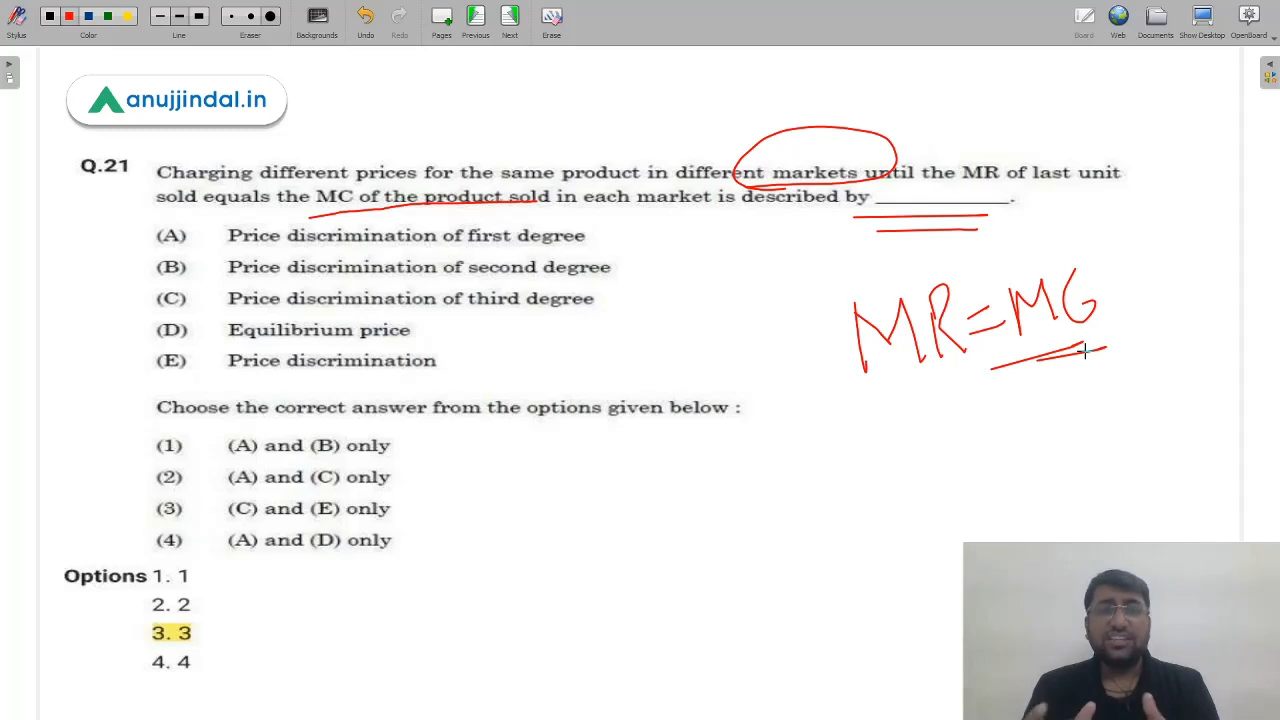 Stylus Color Line Eraser Backgrounds Undo Redo Pages Previous Next Erase Board Web Documents Show Desktop OpenBoard
anujjindal.in
Q.21 Charging different prices for the same product in different markets until the MR of last unit
sold equals the MC of the product sold in each market is described by ____________.
(A) Price discrimination of first degree
(B) Price discrimination of second degree
(C) Price discrimination of third degree
(D) Equilibrium price
(E) Price discrimination
MR=MC
Choose the correct answer from the options given below :
(1) (A) and (B) only
(2) (A) and (C) only
(3) (C) and (E) only
(4) (A) and (D) only
Options 1. 1
2. 2
3. 3
4. 4